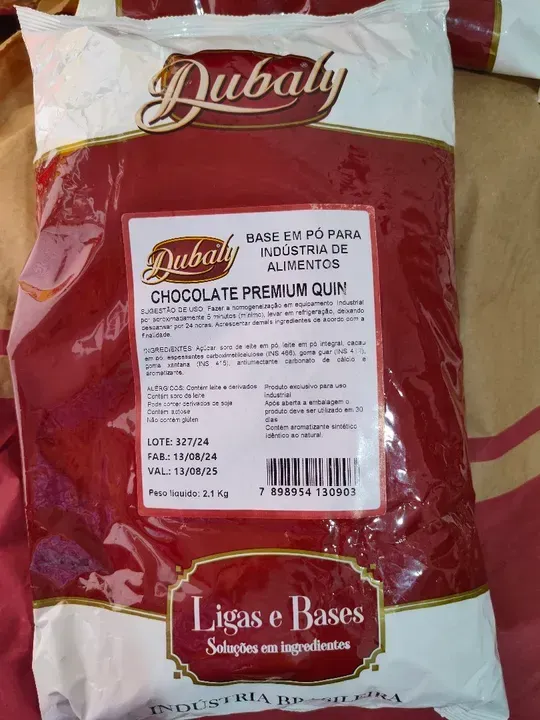 Dubaly
Dubaly
BASE EM PÓ PARA
INDÚSTRIA DE
ALIMENTOS
CHOCOLATE PREMIUM QUIN
SUGESTÃO DE USO: Fazer a homogeneização em equipamento industrial
por aproximadamente 5 minutos (mínimo), levar em refrigeração, deixando
descansar por 24 horas. Acrescentar demais ingredientes de acordo com a
finalidade.
INGREDIENTES: Açúcar, soro de leite em pó, leite em pó integral, cacau
em pó, espessantes carboximetilcelulose (INS 466), goma guar (INS
goma xantana (INS 415), antiumectante carbonato de cálcio e
aromatizante.
ALÉRGICOS: Contém leite e derivados
Contém soro de leite
Pode conter derivados de soja
Contém lactose
Não contém glúten
Produto exclusivo para uso
industrial
Após aberta a embalagem o
produto deve ser utilizado em 30
dias
Contém aromatizante sintético
idêntico ao natural.
LOTE: 327/24
FAB.: 13/08/24
VAL.: 13/08/25
Peso líquido: 2,1 Kg
7 898954 130903
Ligas e Bases
Soluções em ingredientes
INDÚSTRIA BRASILEIRA